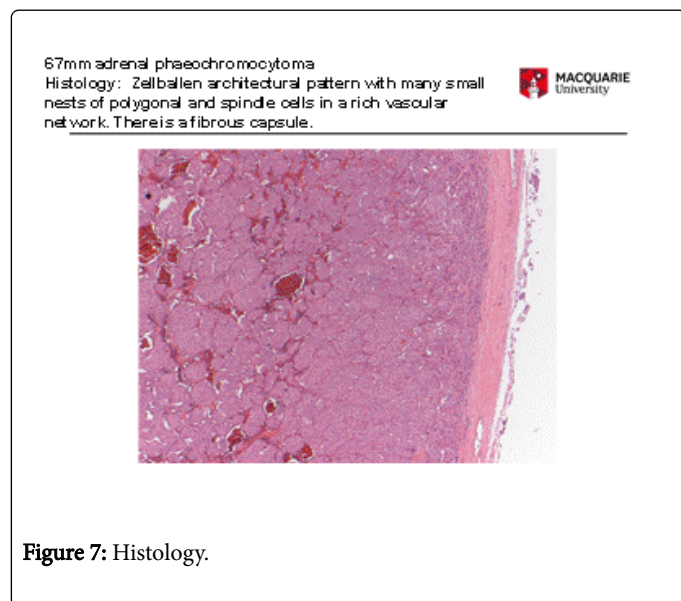 67mm adrenal phaeochromocytoma
Histology: Zellballen architectural pattern with many small
nests of polygonal and spindle cells in a rich vascular
network. There is a fibrous capsule.
MACQUARIE
University
Figure 7: Histology.